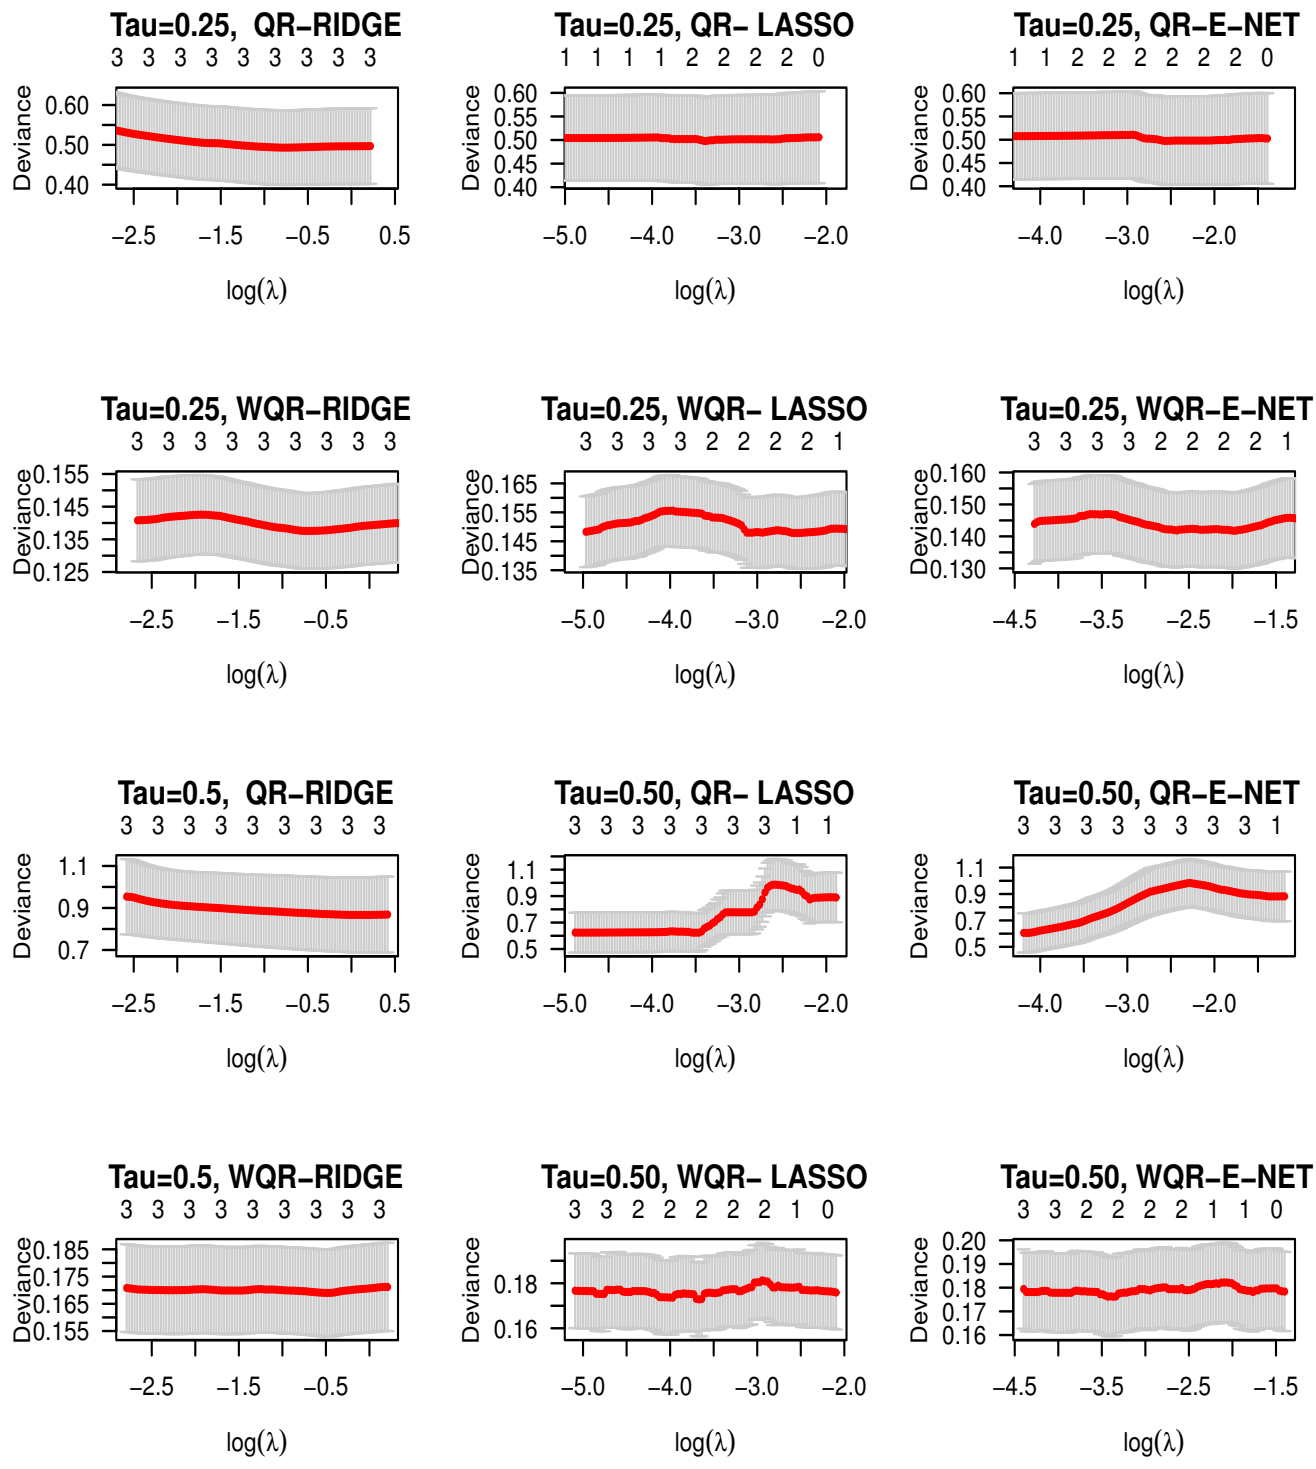 Tau=0.25,  QR−RIDGE
3 3 3 3 3 3 3 3 3
Deviance
0.60
0.50
0.40
−2.5 −1.5 −0.5 0.5
log(λ)
Tau=0.25, QR− LASSO
1 1 1 1 2 2 2 2 0
Deviance
0.60
0.55
0.50
0.45
0.40
−5.0 −4.0 −3.0 −2.0
log(λ)
Tau=0.25, QR−E−NET
1 1 2 2 2 2 2 2 0
Deviance
0.60
0.55
0.50
0.45
0.40
−4.0 −3.0 −2.0
log(λ)
Tau=0.25, WQR−RIDGE
3 3 3 3 3 3 3 3 3
Deviance
0.155
0.145
0.135
0.125
−2.5 −1.5 −0.5
log(λ)
Tau=0.25, WQR− LASSO
3 3 3 3 2 2 2 2 1
Deviance
0.165
0.155
0.145
0.135
−5.0 −4.0 −3.0 −2.0
log(λ)
Tau=0.25, WQR−E−NET
3 3 3 3 2 2 2 2 1
Deviance
0.160
0.150
0.140
0.130
−4.5 −3.5 −2.5 −1.5
log(λ)
Tau=0.5,  QR−RIDGE
3 3 3 3 3 3 3 3 3
Deviance
1.1
0.9
0.7
−2.5 −1.5 −0.5 0.5
log(λ)
Tau=0.50, QR− LASSO
3 3 3 3 3 3 3 1 1
Deviance
1.1
0.9
0.7
0.5
−5.0 −4.0 −3.0 −2.0
log(λ)
Tau=0.50, QR−E−NET
3 3 3 3 3 3 3 3 1
Deviance
1.1
0.9
0.7
0.5
−4.0 −3.0 −2.0
log(λ)
Tau=0.5, WQR−RIDGE
3 3 3 3 3 3 3 3 3
Deviance
0.185
0.175
0.165
0.155
−2.5 −1.5 −0.5
log(λ)
Tau=0.50, WQR− LASSO
3 3 2 2 2 2 2 1 0
Deviance
0.18
0.16
−5.0 −4.0 −3.0 −2.0
log(λ)
Tau=0.50, WQR−E−NET
3 3 2 2 2 2 1 1 0
Deviance
0.20
0.19
0.18
0.17
0.16
−4.5 −3.5 −2.5 −1.5
log(λ)